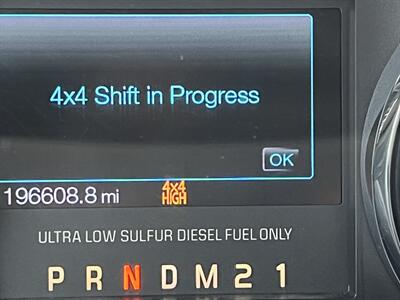 4x4 Shift in Progress
OK
196608.8 mi
4x4
HIGH
ULTRA LOW SULFUR DIESEL FUEL ONLY
P R N D M 2 1